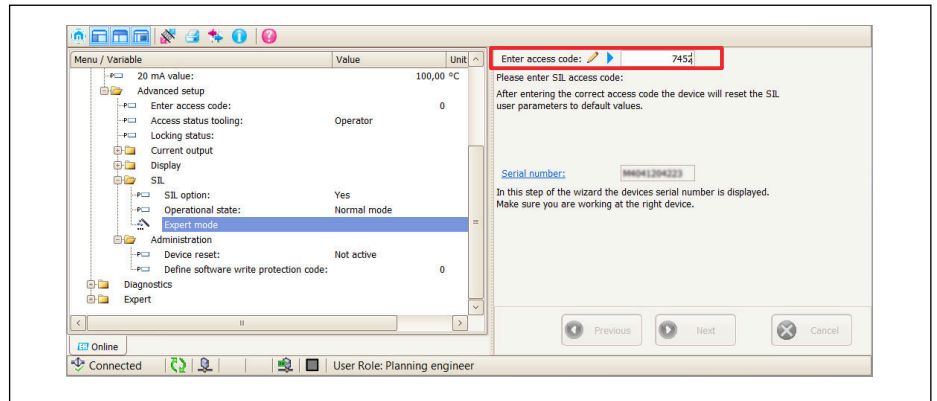 Menu / Variable Value Unit
20 mA value: 100,00 °C
Advanced setup
Enter access code: 0
Access status tooling: Operator
Locking status:
Current output
Display
SIL
SIL option: Yes
Operational state: Normal mode
Expert mode
Administration
Device reset: Not active
Define software write protection code: 0
Diagnostics
Expert
Online
Enter access code: 7452
Please enter SIL access code:
After entering the correct access code the device will reset the SIL
user parameters to default values.
Serial number:
In this step of the wizard the devices serial number is displayed.
Make sure you are working at the right device.
Previous Next Cancel
Connected User Role: Planning engineer